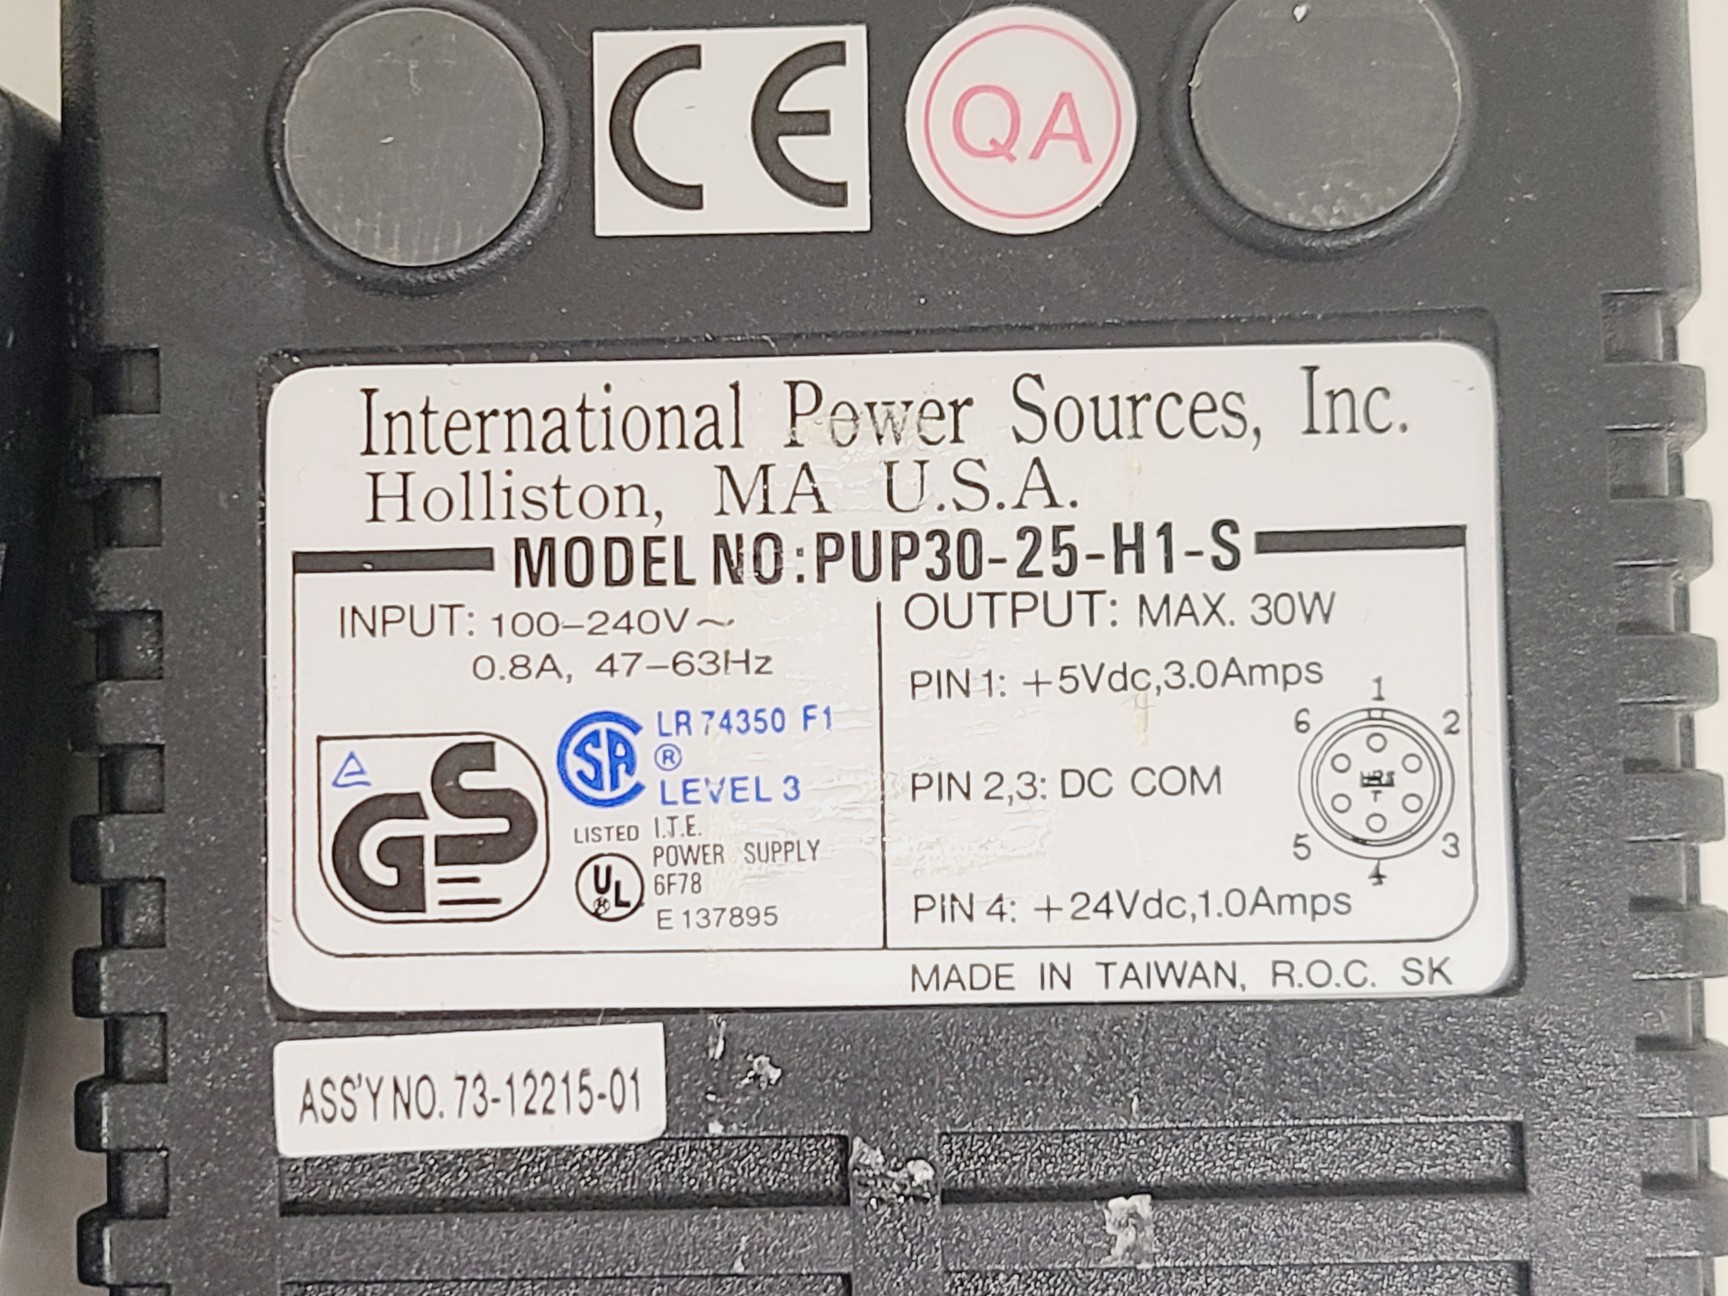 CE
QA
International Power Sources, Inc.
Holliston, MA U.S.A.
MODEL NO:PUP30-25-H1-S
INPUT: 100-240V~
0.8A, 47-63Hz
GS
SA
LR 74350 F1
®
LEVEL 3
LISTED
UL
I.T.E.
POWER SUPPLY
6F78
E137895
OUTPUT: MAX. 30W
PIN 1: +5Vdc,3.0Amps
PIN 2,3: DC COM
PIN 4: +24Vdc,1.0Amps
1
6 2
5 3
4
MADE IN TAIWAN, R.O.C. SK
ASS'Y NO. 73-12215-01